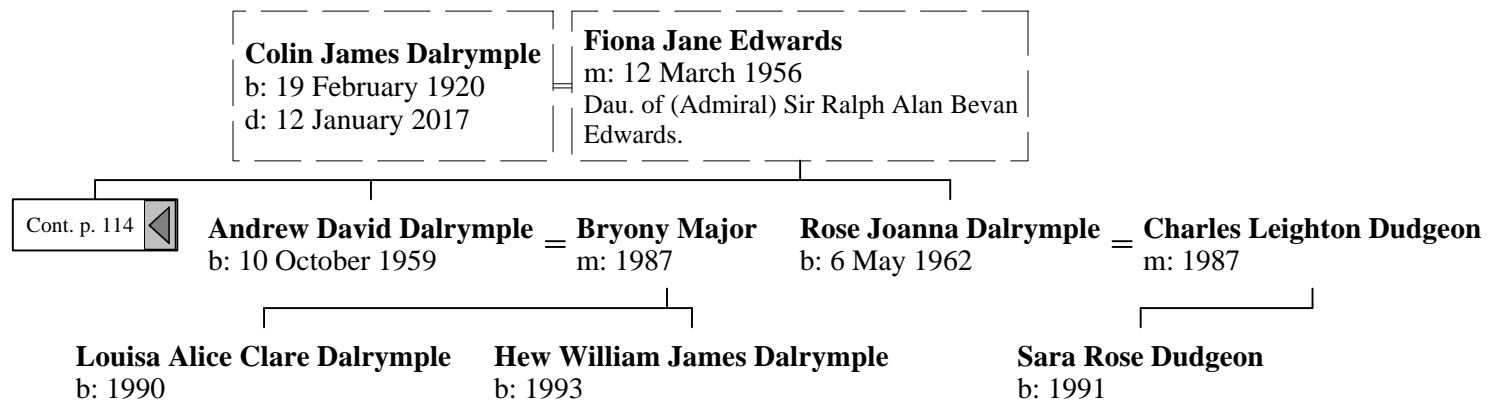 Colin James Dalrymple
b: 19 February 1920
d: 12 January 2017
Fiona Jane Edwards
m: 12 March 1956
Dau. of (Admiral) Sir Ralph Alan Bevan
Edwards.
Cont. p. 114
Andrew David Dalrymple
b: 10 October 1959
=
Bryony Major
m: 1987
Rose Joanna Dalrymple
b: 6 May 1962
=
Charles Leighton Dudgeon
m: 1987
Louisa Alice Clare Dalrymple
b: 1990
Hew William James Dalrymple
b: 1993
Sara Rose Dudgeon
b: 1991